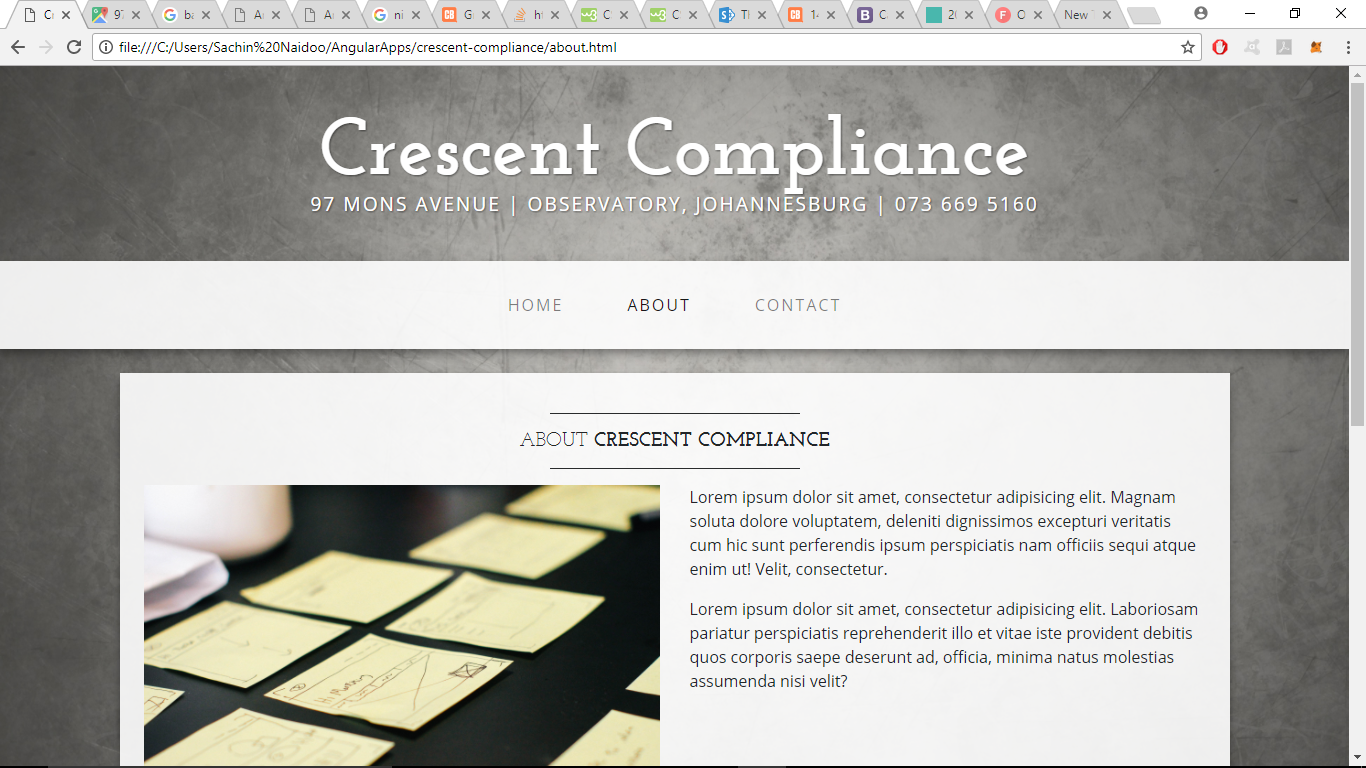 Cr
97
ba
A
A
ni
G
ht
C
C
Tl
14
C
20
O
New
file:///C:/Users/Sachin%20Naidoo/AngularApps/crescent-compliance/about.html
Crescent Compliance
97 MONS AVENUE | OBSERVATORY, JOHANNESBURG | 073 669 5160
HOME ABOUT CONTACT
ABOUT CRESCENT COMPLIANCE
Lorem ipsum dolor sit amet, consectetur adipisicing elit. Magnam
soluta dolore voluptatem, deleniti dignissimos excepturi veritatis
cum hic sunt perferendis ipsum perspiciatis nam officiis sequi atque
enim ut! Velit, consectetur.
Lorem ipsum dolor sit amet, consectetur adipisicing elit. Laboriosam
pariatur perspiciatis reprehenderit illo et vitae iste provident debitis
quos corporis saepe deserunt ad, officia, minima natus molestias
assumenda nisi velit?